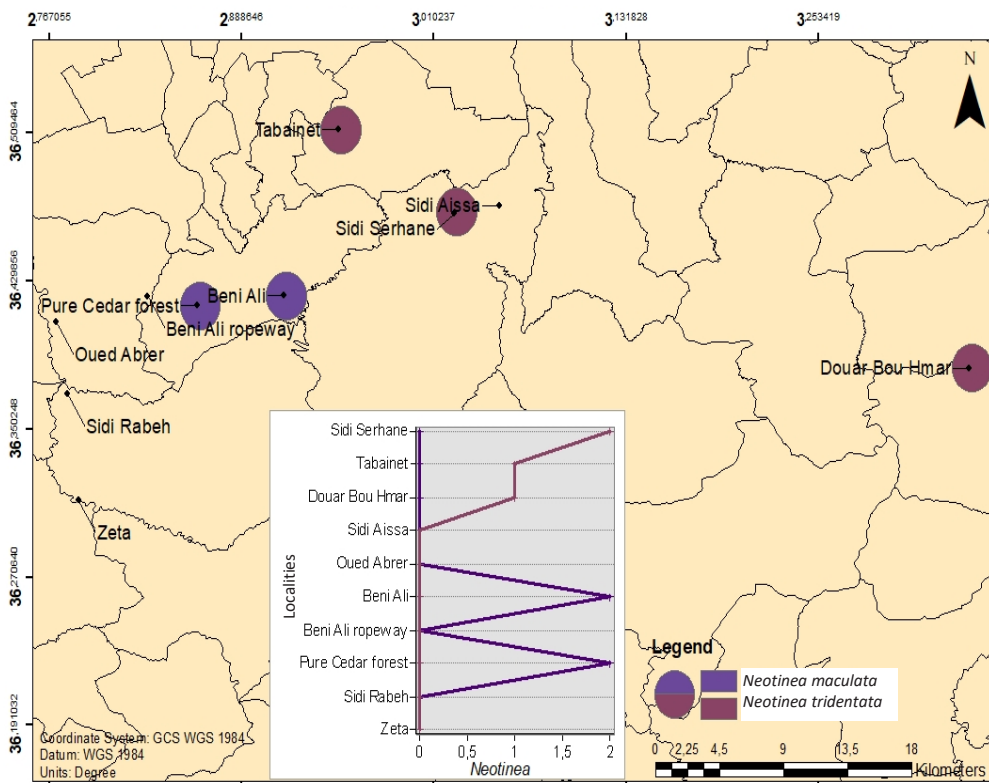 2,767055 2,888646 3,010237 3,131828 3,253419
N
36,509464
Tabainet
Sidi Aissa
Sidi Serhane
36,429856
Beni Ali
Pure Cedar forest
Beni Ali ropeway
Oued Abrer
Douar Bou Hmar
36,350248
Sidi Rabeh
Zeta
36,270640
36,191032
Localities
Sidi Serhane
Tabainet
Douar Bou Hmar
Sidi Aissa
Oued Abrer
Beni Ali
Beni Ali ropeway
Pure Cedar forest
Sidi Rabeh
Zeta
0 0,5 1 1,5 2
Neotinea
Legend
Neotinea maculata
Neotinea tridentata
Coordinate System: GCS WGS 1984
Datum: WGS 1984
Units: Degree
0 2,25 4,5 9 13,5 18
Kilometers